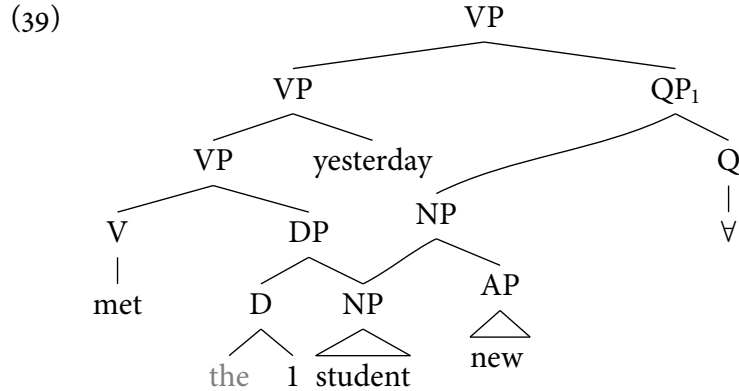 (39)
VP
VP QP₁
VP yesterday Q
V DP NP ∀
met D NP AP
the 1 student new